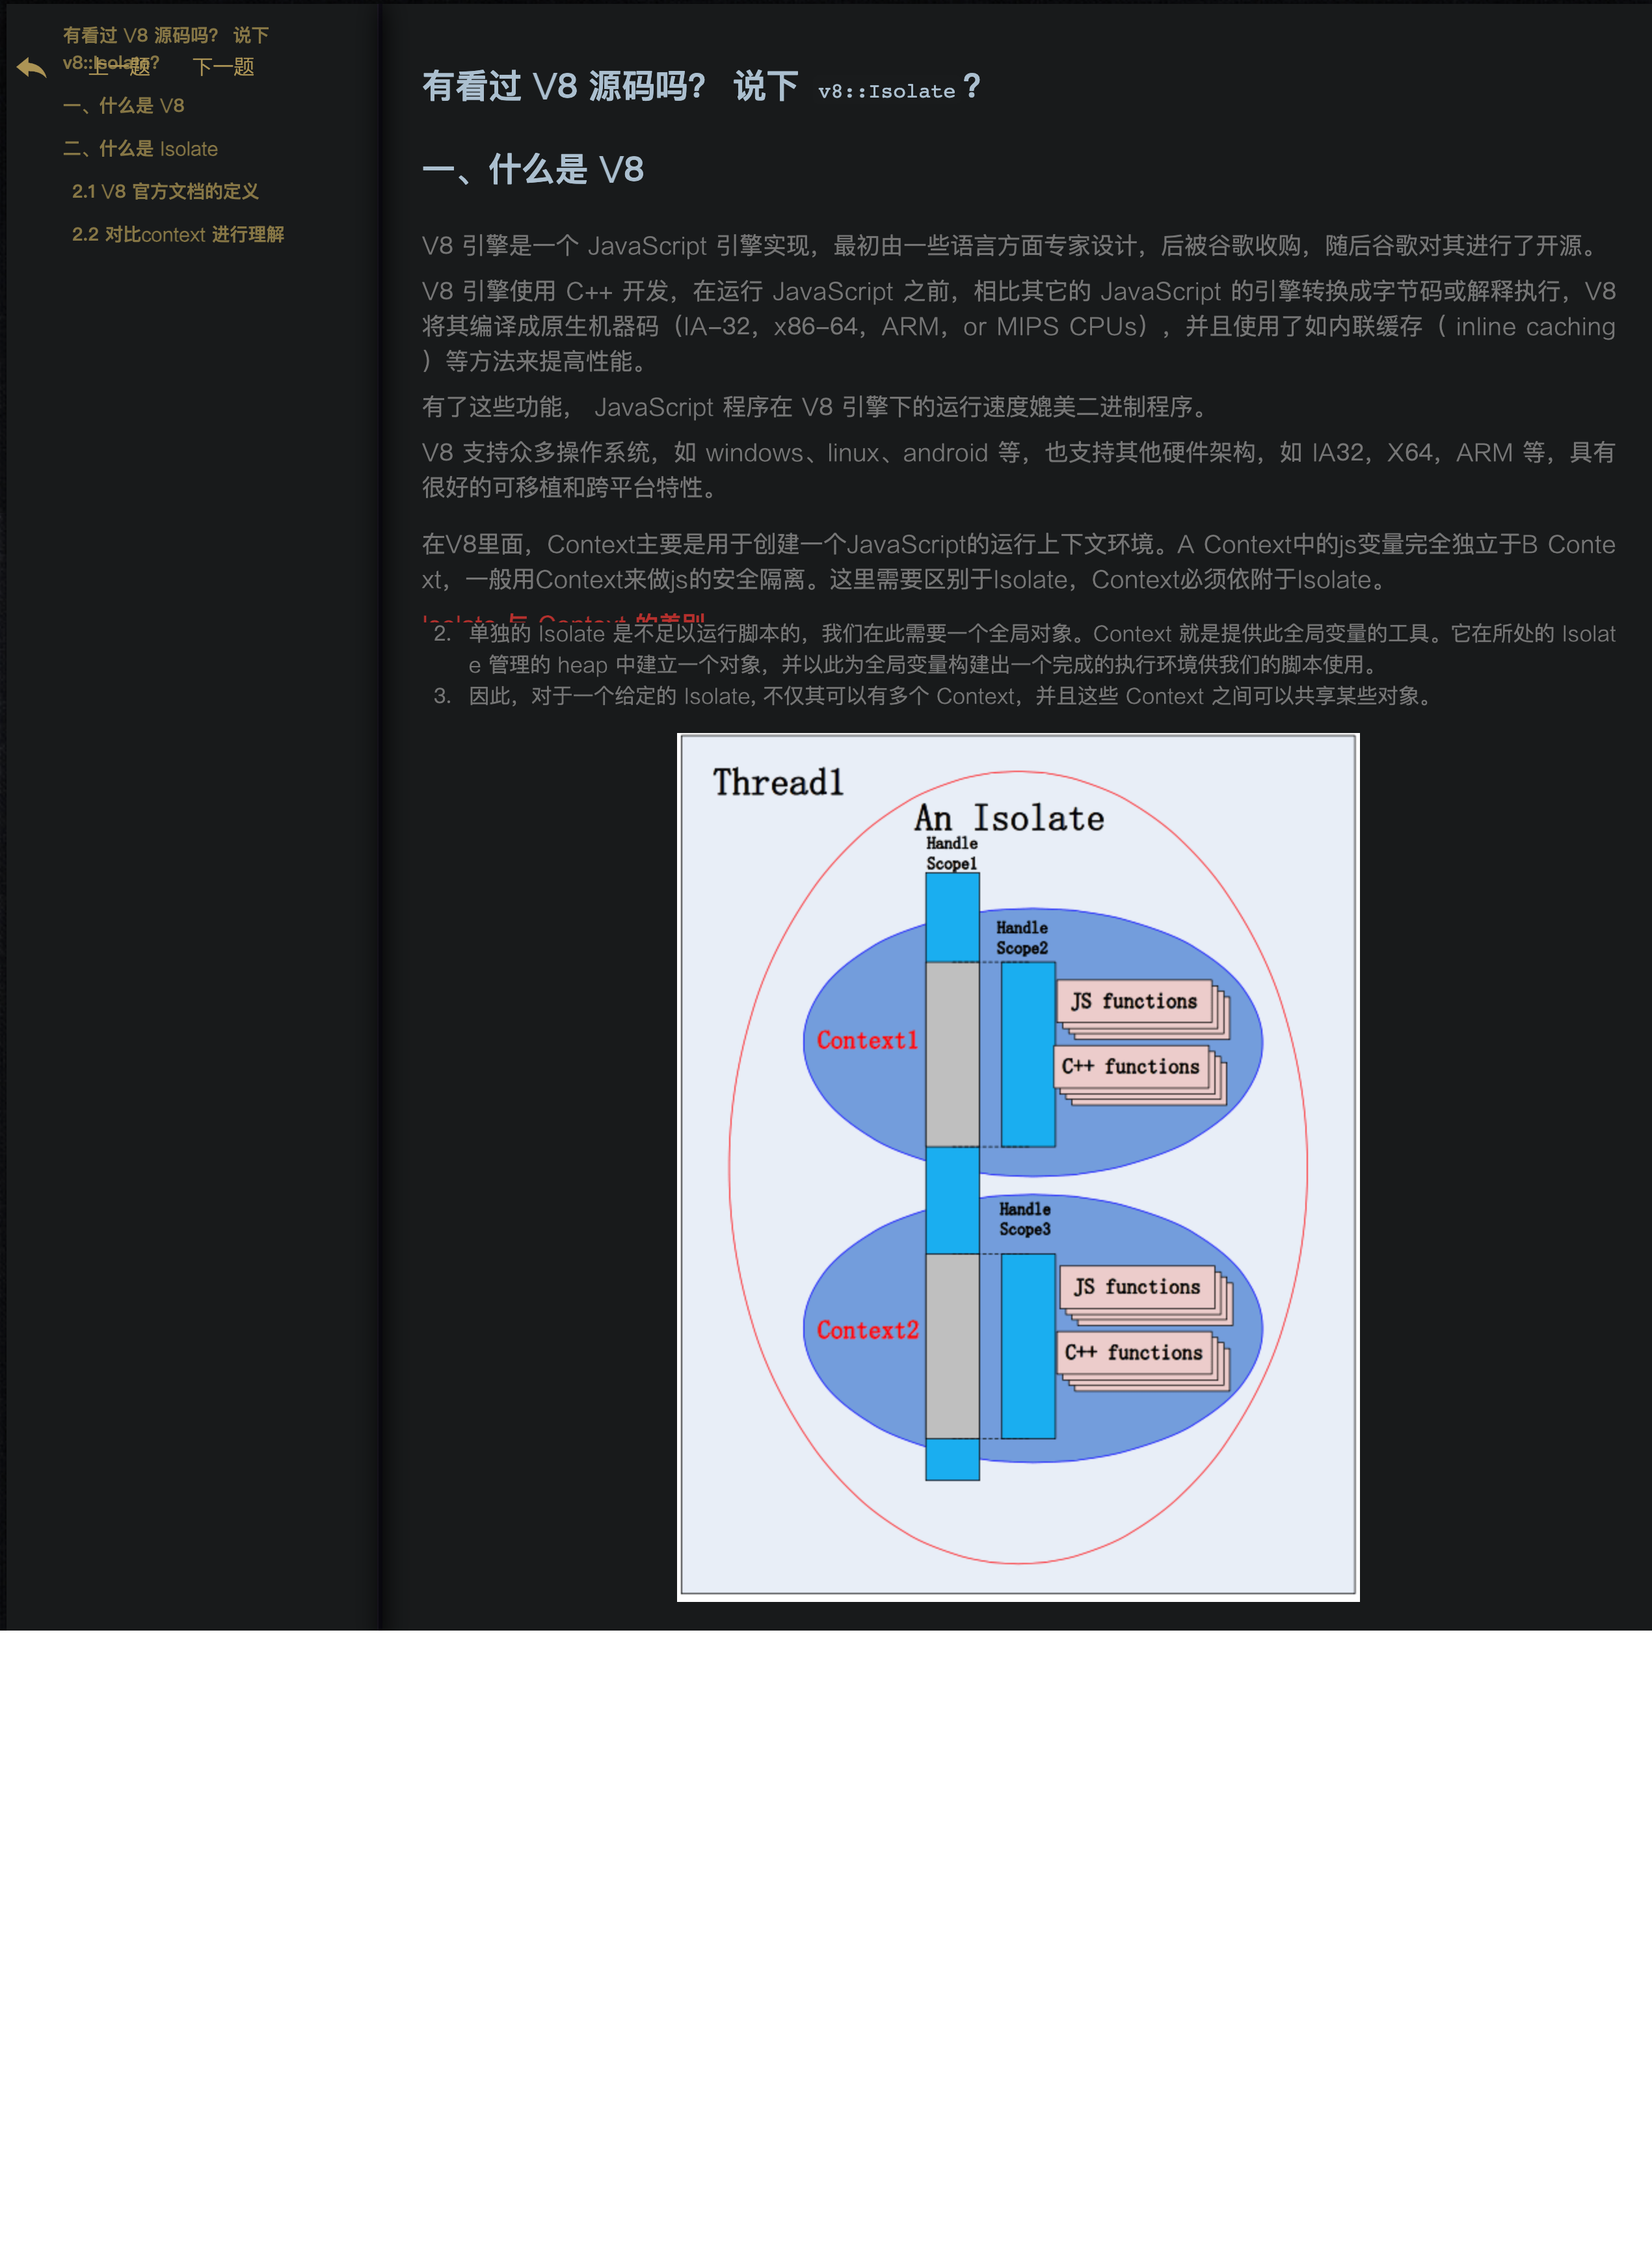 有看过 V8 源码吗? 说下
v8::Isolate?
上一题 下一题
一、什么是 V8
二、什么是 Isolate
2.1 V8 官方文档的定义
2.2 对比context 进行理解
有看过 V8 源码吗? 说下 v8::Isolate?
一、什么是 V8
V8 引擎是一个 JavaScript 引擎实现，最初由一些语言方面专家设计，后被谷歌收购，随后谷歌对其进行了开源。
V8 引擎使用 C++ 开发，在运行 JavaScript 之前，相比其它的 JavaScript 的引擎转换成字节码或解释执行，V8
将其编译成原生机器码（IA-32，x86-64，ARM，or MIPS CPUs），并且使用了如内联缓存（ inline caching
）等方法来提高性能。
有了这些功能， JavaScript 程序在 V8 引擎下的运行速度媲美二进制程序。
V8 支持众多操作系统，如 windows、linux、android 等，也支持其他硬件架构，如 IA32，X64，ARM 等，具有
很好的可移植和跨平台特性。
在V8里面，Context主要是用于创建一个JavaScript的运行上下文环境。A Context中的js变量完全独立于B Conte
xt，一般用Context来做js的安全隔离。这里需要区别于Isolate，Context必须依附于Isolate。
Isolate 与 Context 的差别
2. 单独的 Isolate 是不足以运行脚本的，我们在此需要一个全局对象。Context 就是提供此全局变量的工具。它在所处的 Isolat
e 管理的 heap 中建立一个对象，并以此为全局变量构建出一个完成的执行环境供我们的脚本使用。
3. 因此，对于一个给定的 Isolate, 不仅其可以有多个 Context，并且这些 Context 之间可以共享某些对象。
Thread1
An Isolate
Handle
Scope1
Handle
Scope2
JS functions
Context1
C++ functions
Handle
Scope3
JS functions
Context2
C++ functions